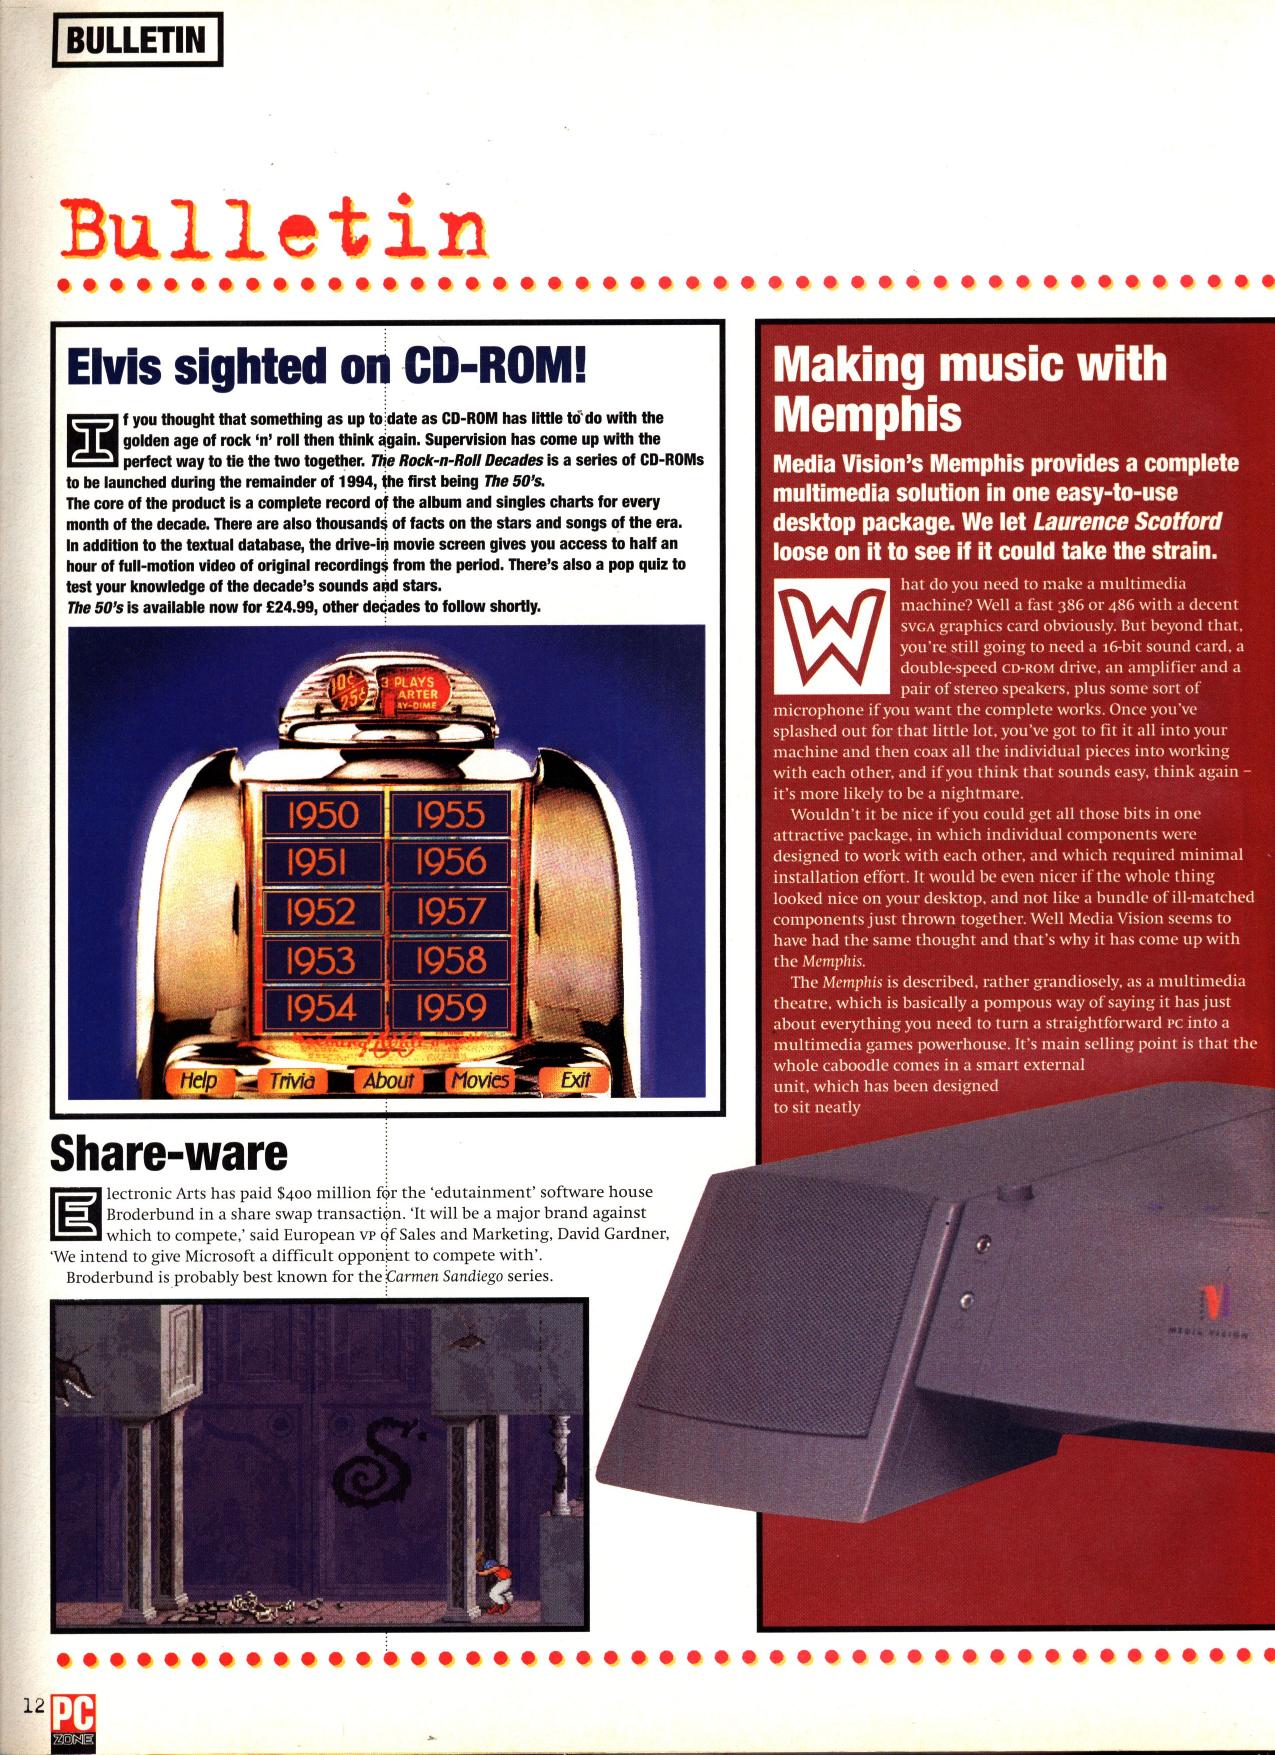 BULLETIN
Bulletin
Elvis sighted on CD-ROM!
If you thought that something as up to date as CD-ROM has little to do with the
golden age of rock ‘n’ roll then think again. Supervision has come up with the
perfect way to tie the two together. The Rock-n-Roll Decades is a series of CD-ROMs
to be launched during the remainder of 1994, the first being The 50's.
The core of the product is a complete record of the album and singles charts for every
month of the decade. There are also thousands of facts on the stars and songs of the era.
In addition to the textual database, the drive-in movie screen gives you access to half an
hour of full-motion video of original recordings from the period. There's also a pop quiz to
test your knowledge of the decade's sounds and stars.
The 50's is available now for £24.99, other decades to follow shortly.
10¢
25¢
3 PLAYS
ARTER
AY-DIME
1950 1955
1951 1956
1952 1957
1953 1958
1954 1959
Help Trivia About Movies Exit
Share-ware
Electronic Arts has paid $400 million for the ‘edutainment’ software house
Broderbund in a share swap transaction. ‘It will be a major brand against
which to compete,’ said European VP of Sales and Marketing, David Gardner,
‘We intend to give Microsoft a difficult opponent to compete with’.
Broderbund is probably best known for the Carmen Sandiego series.
Making music with
Memphis
Media Vision's Memphis provides a complete
multimedia solution in one easy-to-use
desktop package. We let Laurence Scotford
loose on it to see if it could take the strain.
What do you need to make a multimedia
machine? Well a fast 386 or 486 with a decent
SVGA graphics card obviously. But beyond that,
you're still going to need a 16-bit sound card, a
double-speed CD-ROM drive, an amplifier and a
pair of stereo speakers, plus some sort of
microphone if you want the complete works. Once you've
splashed out for that little lot, you've got to fit it all into your
machine and then coax all the individual pieces into working
with each other, and if you think that sounds easy, think again –
it's more likely to be a nightmare.
Wouldn't it be nice if you could get all those bits in one
attractive package, in which individual components were
designed to work with each other, and which required minimal
installation effort. It would be even nicer if the whole thing
looked nice on your desktop, and not like a bundle of ill-matched
components just thrown together. Well Media Vision seems to
have had the same thought and that's why it has come up with
the Memphis.
The Memphis is described, rather grandiosely, as a multimedia
theatre, which is basically a pompous way of saying it has just
about everything you need to turn a straightforward PC into a
multimedia games powerhouse. It's main selling point is that the
whole caboodle comes in a smart external
unit, which has been designed
to sit neatly
MEDIA VISION
12
PC
ZONE